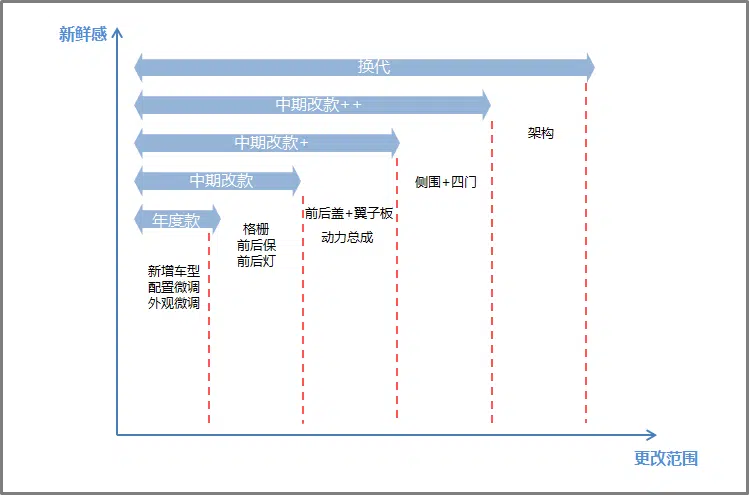 新鲜感
换代
中期改款++
中期改款+
中期改款
年度款
新增车型
配置微调
外观微调
格栅
前后保
前后灯
前后盖+翼子板
动力总成
侧围+四门
架构
更改范围